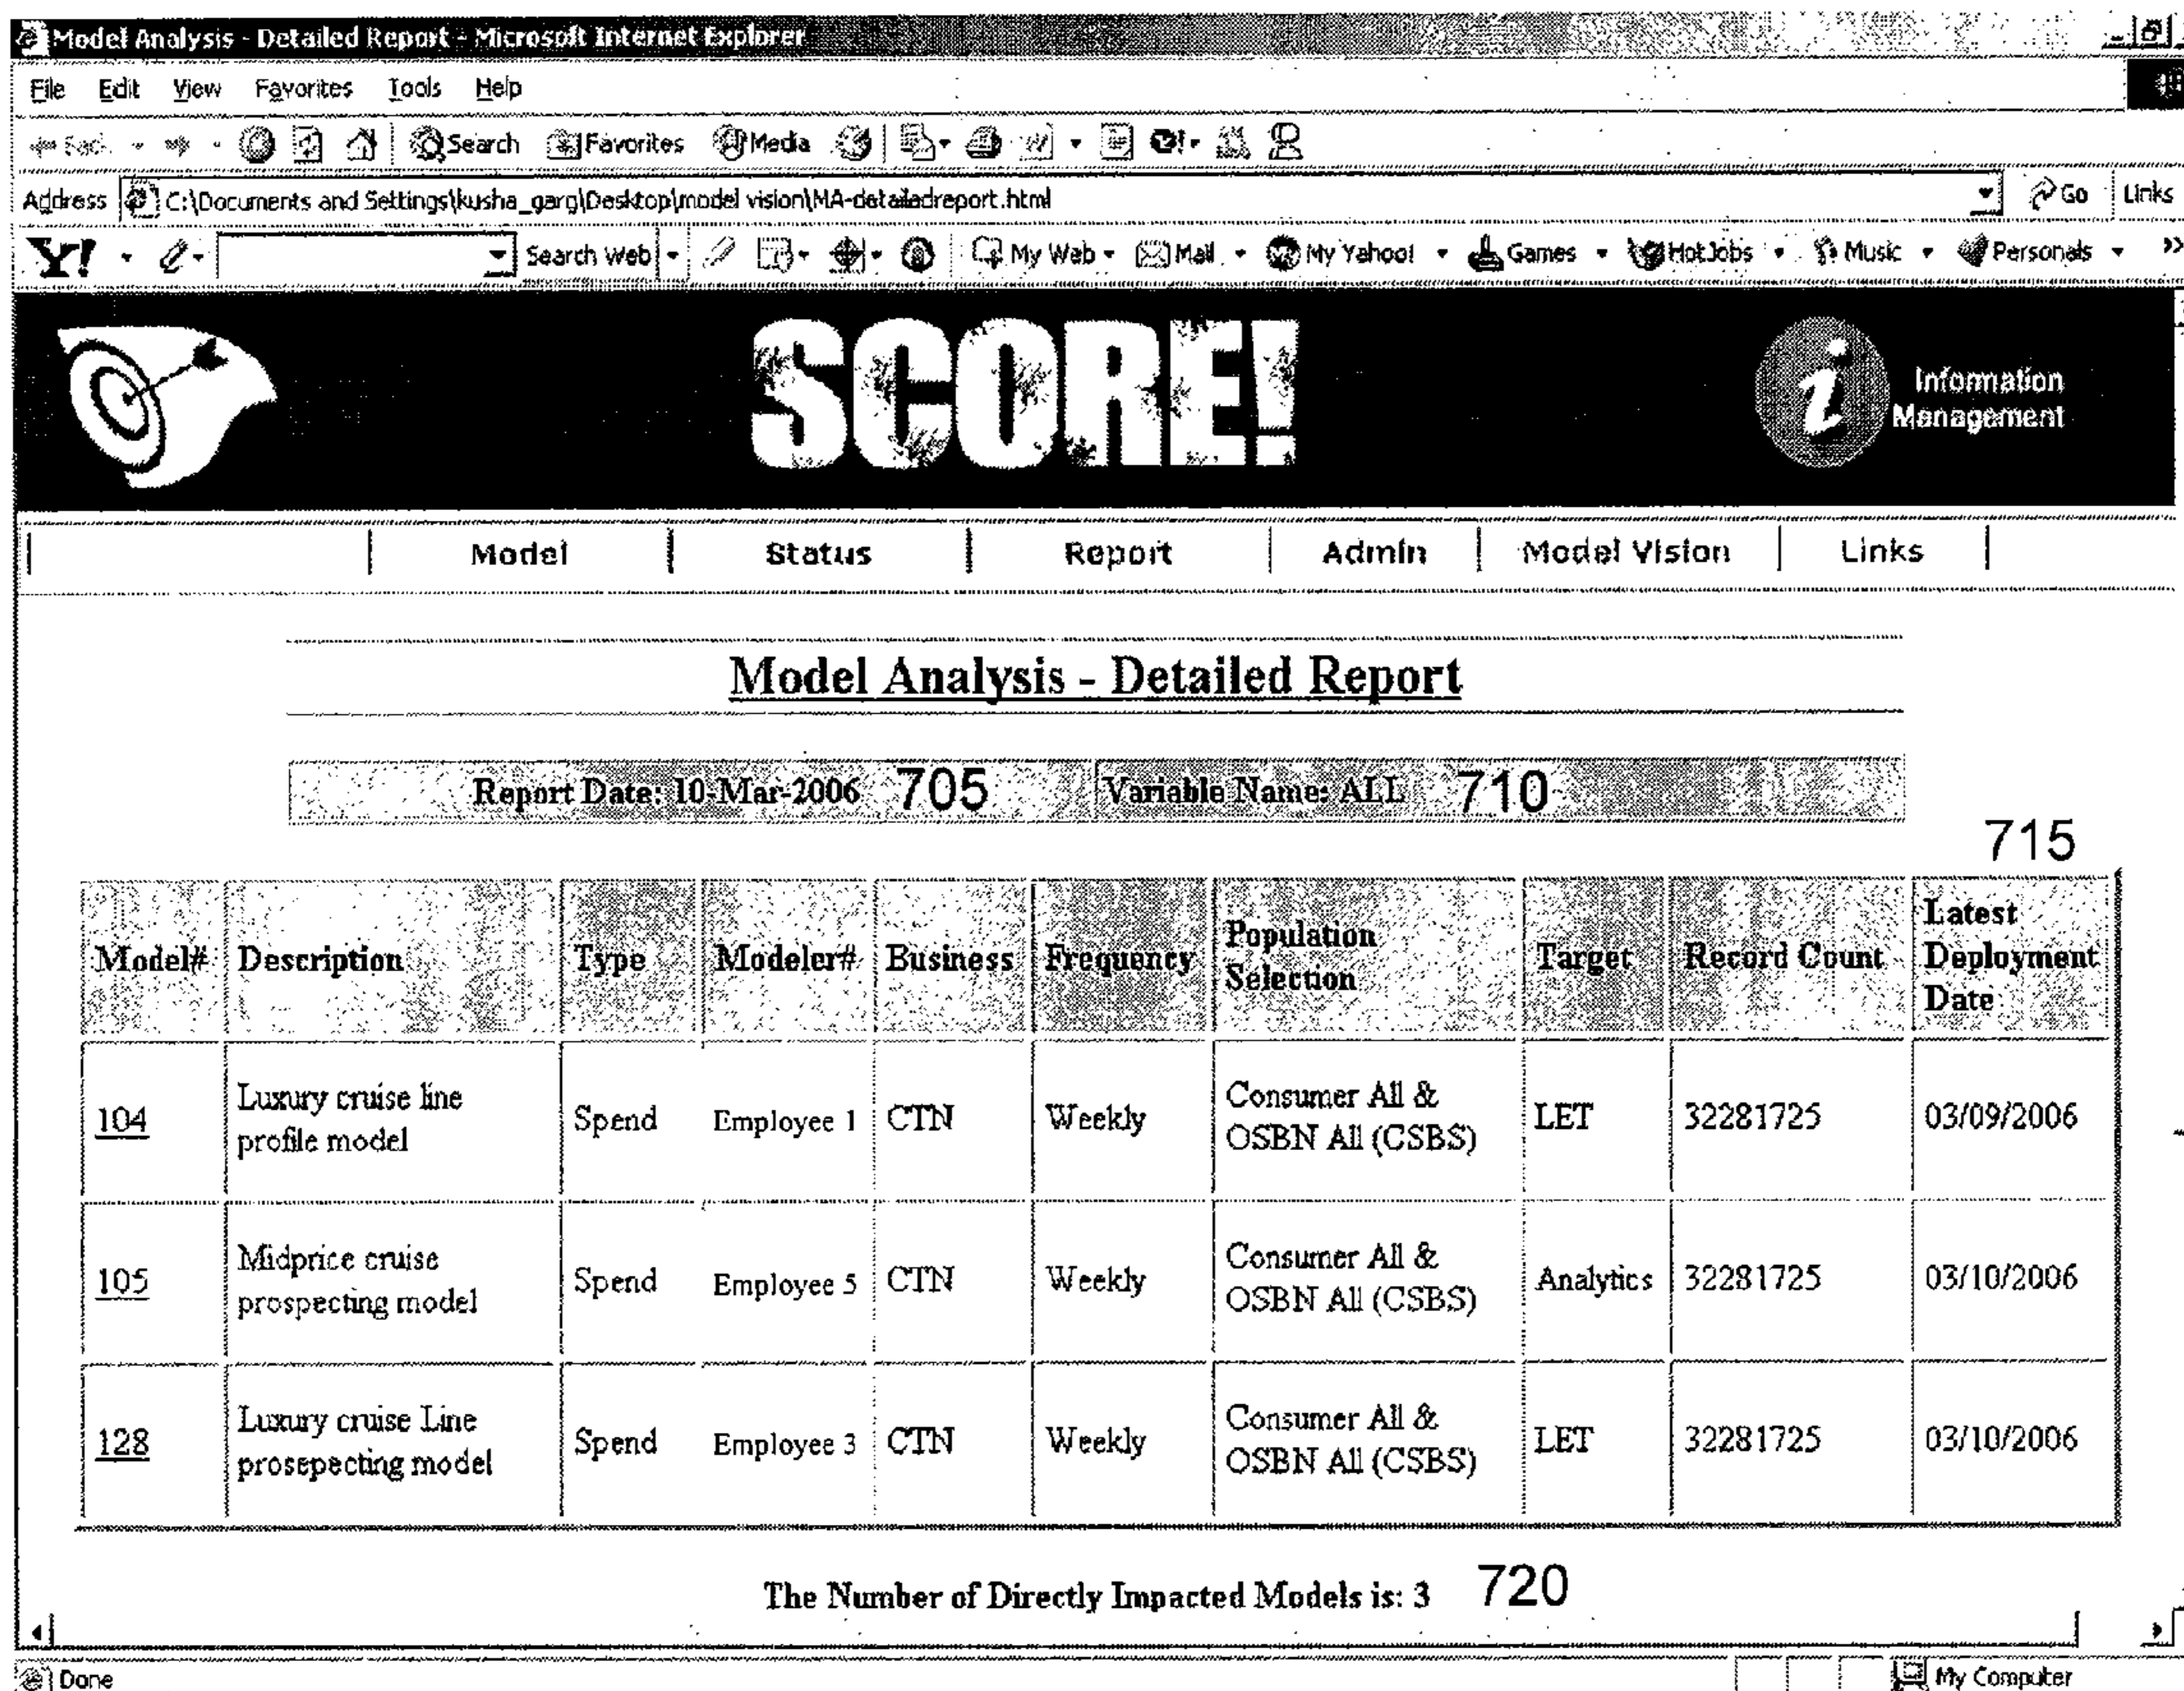 Model Analysis - Detailed Report - Microsoft Internet Explorer
File Edit View Favorites Tools Help
Back Search Favorites Media
Address C:\Documents and Settings\kusha_garg\Desktop\model vision\MA-detailedreport.html Go Links
Y! Search Web My Web Mail My Yahoo! Games HotJobs Music Personals »
SCORE!
i Information
Management
Model Status Report Admin Model Vision Links
Model Analysis - Detailed Report
Report Date: 10-Mar-2006 705 Variable Name: ALL 710
715
Model# Description Type Modeler# Business Frequency Population Selection Target Record Count Latest Deployment Date
104 Luxury cruise line profile model Spend Employee 1 CTN Weekly Consumer All & OSBN All (CSBS) LET 32281725 03/09/2006
105 Midprice cruise prospecting model Spend Employee 5 CTN Weekly Consumer All & OSBN All (CSBS) Analytics 32281725 03/10/2006
128 Luxury cruise Line prosepecting model Spend Employee 3 CTN Weekly Consumer All & OSBN All (CSBS) LET 32281725 03/10/2006
The Number of Directly Impacted Models is: 3 720
Done My Computer